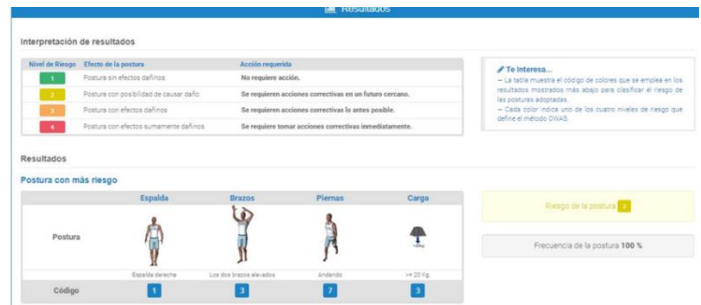 Resultados
Interpretación de resultados
Nivel de Riesgo Efecto de la postura Acción requerida
1 Postura sin efectos dañinos No requiere acción.
2 Postura con posibilidad de causar daño Se requieren acciones correctivas en un futuro cercano.
3 Postura con efectos dañinos Se requieren acciones correctivas lo antes posible.
4 Postura con efectos sumamente dañinos Se requiere tomar acciones correctivas inmediatamente.
Te interesa...
– La tabla muestra el código de colores que se emplea en los
resultados mostrados más abajo para clasificar el riesgo de
las posturas adoptadas.
– Cada color indica uno de los cuatro niveles de riesgo que
define el método OWAS.
Resultados
Postura con más riesgo
Espalda Brazos Piernas Carga
Postura
Espalda derecha Los dos brazos elevados Andando >= 20 Kg.
Código 1 3 7 3
Riesgo de la postura 2
Frecuencia de la postura 100 %